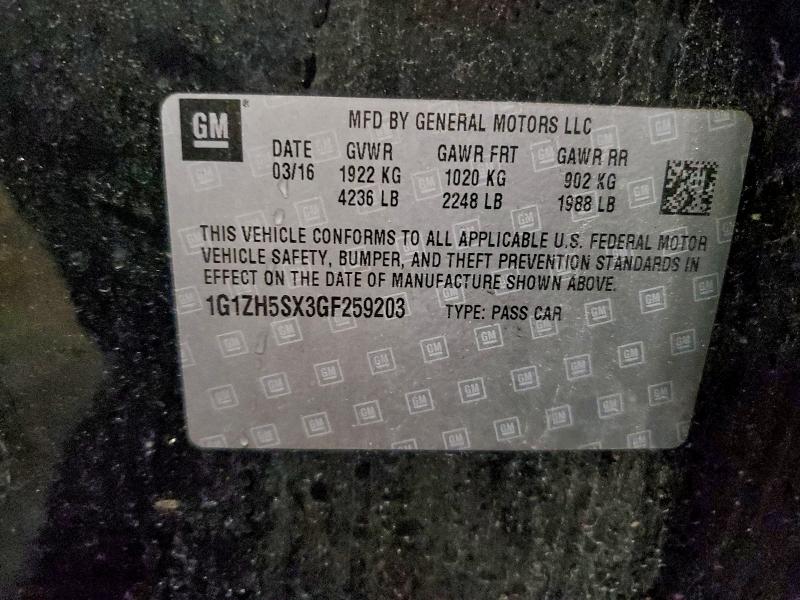 GM
MFD BY GENERAL MOTORS LLC
DATE GVWR GAWR FRT GAWR RR
03/16 1922 KG 1020 KG 902 KG
4236 LB 2248 LB 1988 LB
THIS VEHICLE CONFORMS TO ALL APPLICABLE U.S. FEDERAL MOTOR
VEHICLE SAFETY, BUMPER, AND THEFT PREVENTION STANDARDS IN
EFFECT ON THE DATE OF MANUFACTURE SHOWN ABOVE.
1G1ZH5SX3GF259203 TYPE: PASS CAR